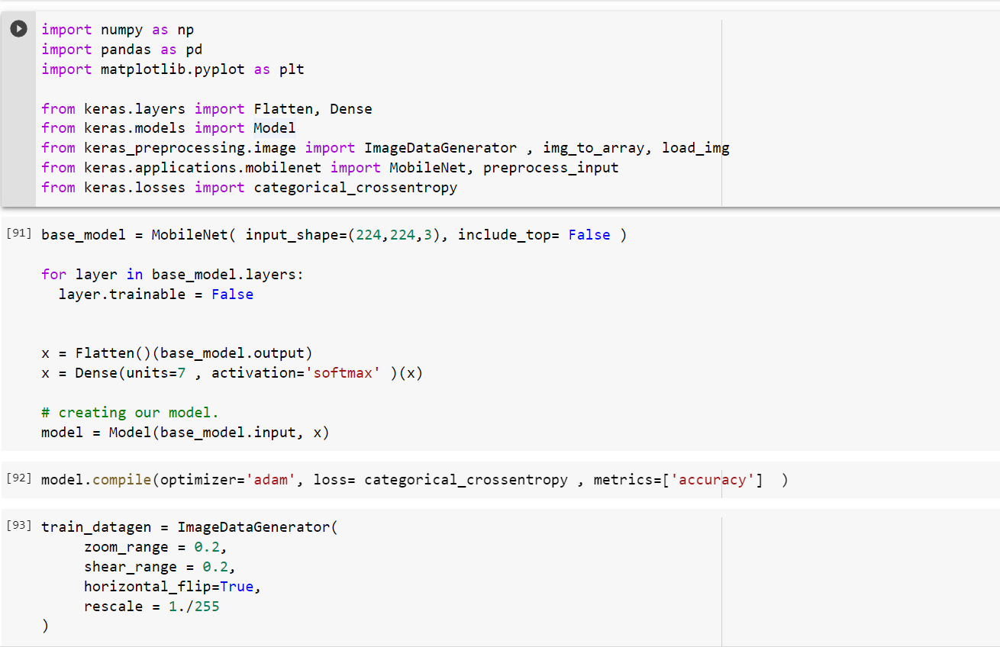 import numpy as np
import pandas as pd
import matplotlib.pyplot as plt
from keras.layers import Flatten, Dense
from keras.models import Model
from keras_preprocessing.image import ImageDataGenerator , img_to_array, load_img
from keras.applications.mobilenet import MobileNet, preprocess_input
from keras.losses import categorical_crossentropy
[91] base_model = MobileNet( input_shape=(224,224,3), include_top= False )
for layer in base_model.layers:
  layer.trainable = False
x = Flatten()(base_model.output)
x = Dense(units=7 , activation='softmax' )(x)
# creating our model.
model = Model(base_model.input, x)
[92] model.compile(optimizer='adam', loss= categorical_crossentropy , metrics=['accuracy']  )
[93] train_datagen = ImageDataGenerator(
     zoom_range = 0.2,
     shear_range = 0.2,
     horizontal_flip=True,
     rescale = 1./255
)